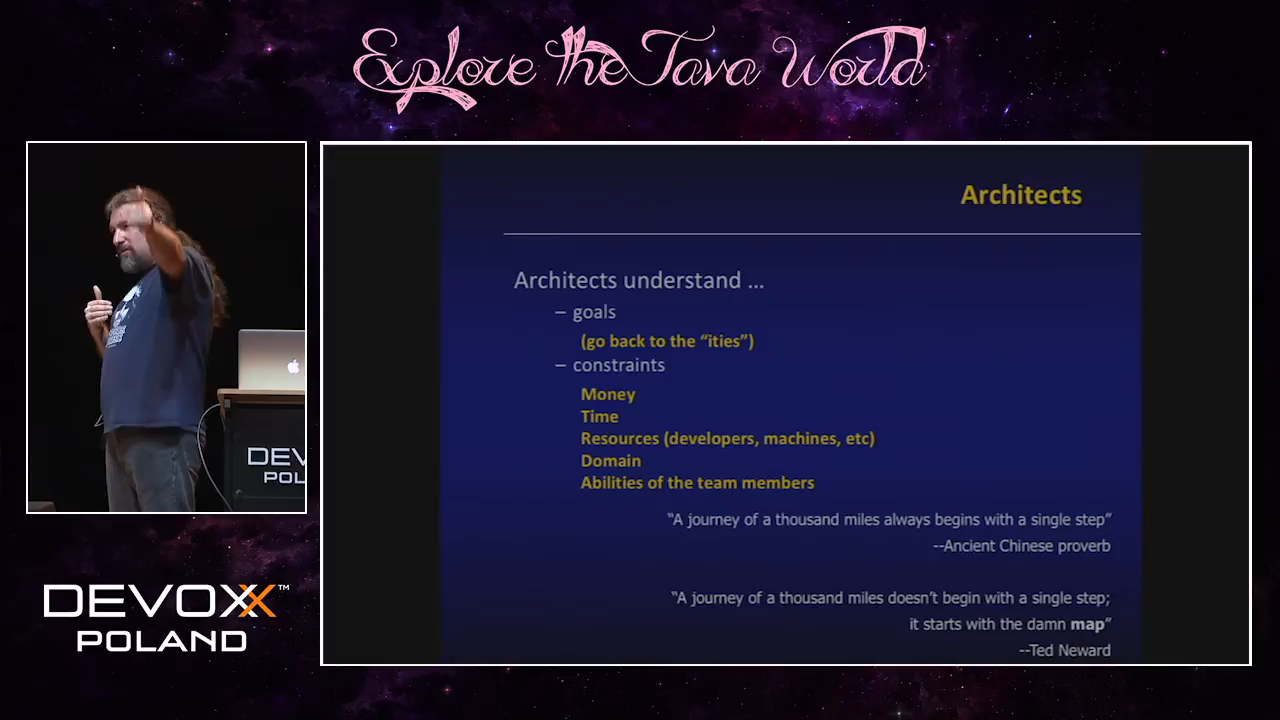 Explore the Java World
Architects
Architects understand ...
– goals
(go back to the “ities”)
– constraints
Money
Time
Resources (developers, machines, etc)
Domain
Abilities of the team members
“A journey of a thousand miles always begins with a single step”
--Ancient Chinese proverb
“A journey of a thousand miles doesn’t begin with a single step;
it starts with the damn map”
--Ted Neward
DEV
POL
DEVOXX™
POLAND